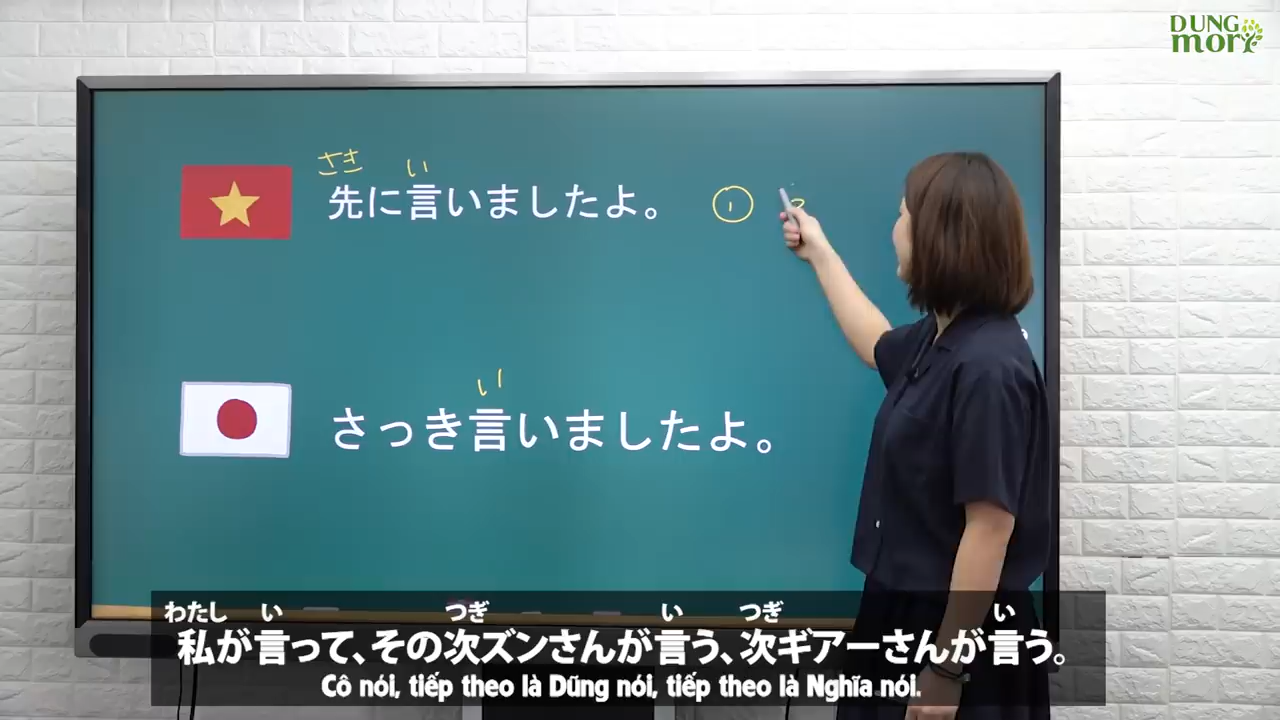 DUNG
mori
さき い
先に言いましたよ。 ① 2
い
さっき言いましたよ。
わたし い つぎ い つぎ い
私が言って、その次ズンさんが言う、次ギアーさんが言う。
Cô nói, tiếp theo là Dũng nói, tiếp theo là Nghĩa nói.